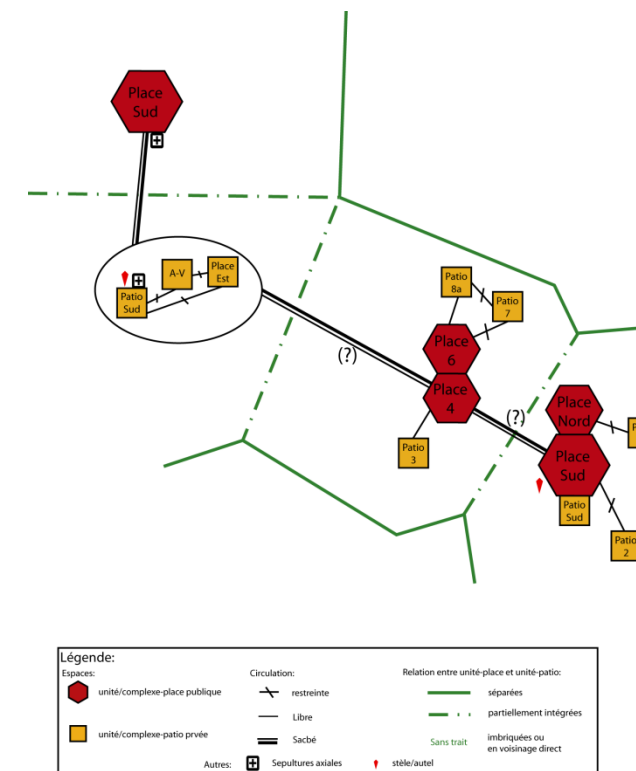 Place
Sud
A-V
Place
Est
Patio
Sud
(?)
Patio
8a
Patio
7
Place
6
Place
4
Patio
3
(?)
Place
Nord
Place
Sud
Patio
Sud
Patio
2
Légende:
Espaces:
unité/complexe-place publique
unité/complexe-patio prvée
Circulation:
restreinte
Libre
Sacbé
Relation entre unité-place et unité-patio:
séparées
partiellement intégrées
Sans trait
imbriquées ou
en voisinage direct
Autres:
Sepultures axiales
stèle/autel